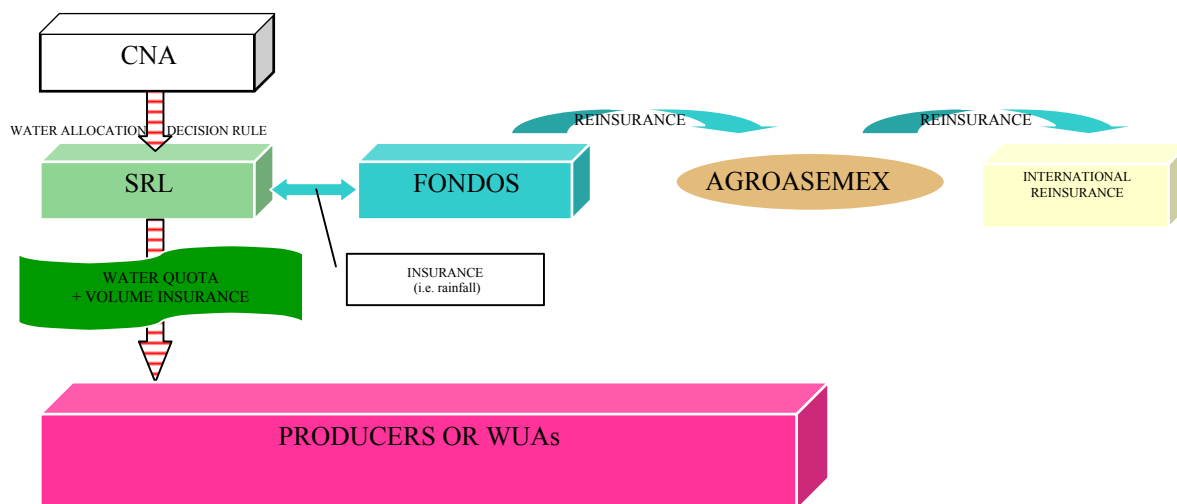 CNA
WATER ALLOCATION DECISION RULE
REINSURANCE
REINSURANCE
SRL
FONDOS
AGROASEMEX
INTERNATIONAL
REINSURANCE
WATER QUOTA
+ VOLUME INSURANCE
INSURANCE
(i.e. rainfall)
PRODUCERS OR WUAs